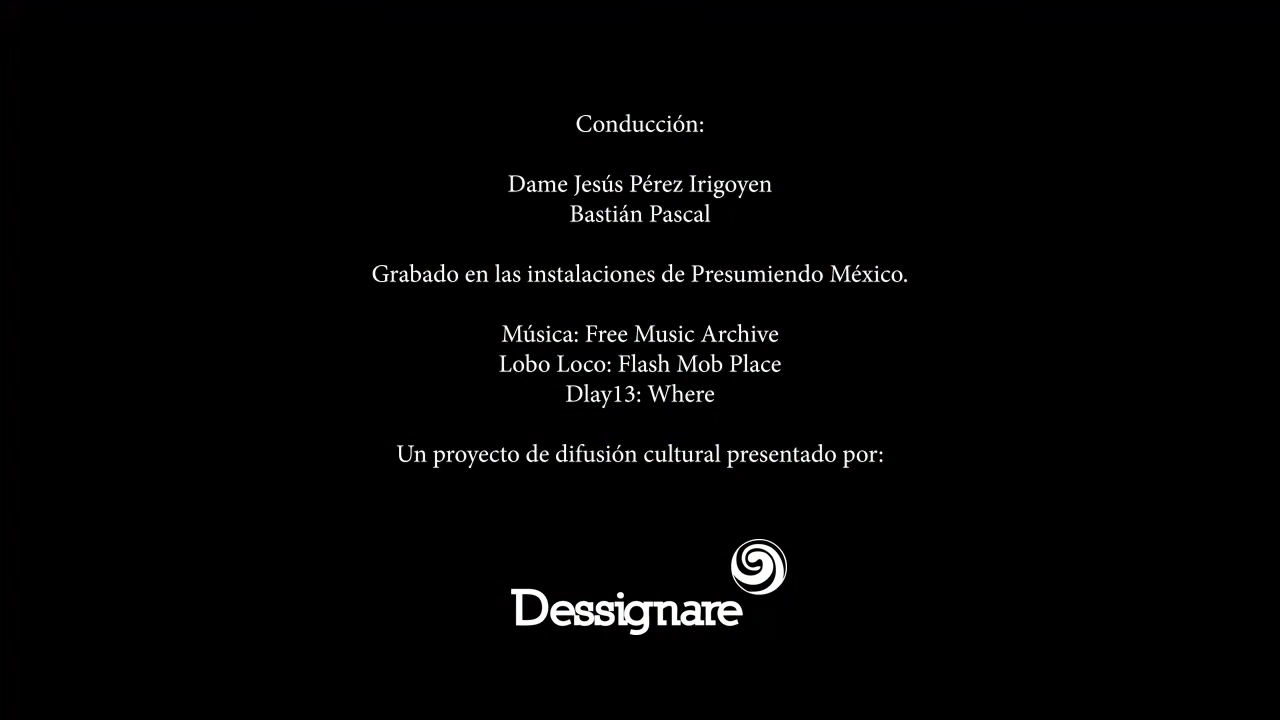 Conducción:
Dame Jesús Pérez Irigoyen
Bastián Pascal
Grabado en las instalaciones de Presumiendo México.
Música: Free Music Archive
Lobo Loco: Flash Mob Place
Dlay13: Where
Un proyecto de difusión cultural presentado por:
Dessignare